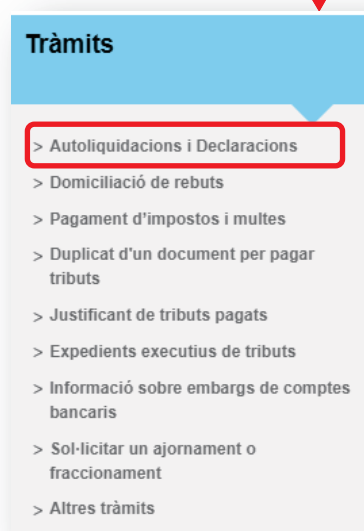 Tràmits
> Autoliquidacions i Declaracions
> Domiciliació de rebuts
> Pagament d'impostos i multes
> Duplicat d'un document per pagar
tributs
> Justificant de tributs pagats
> Expedients executius de tributs
> Informació sobre embargs de comptes
bancaris
> Sol·licitar un ajornament o
fraccionament
> Altres tràmits